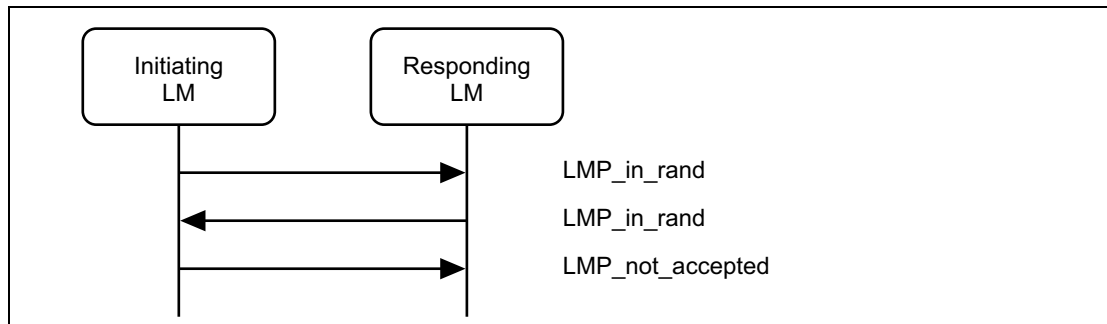 Initiating
LM
Responding
LM
LMP_in_rand
LMP_in_rand
LMP_not_accepted